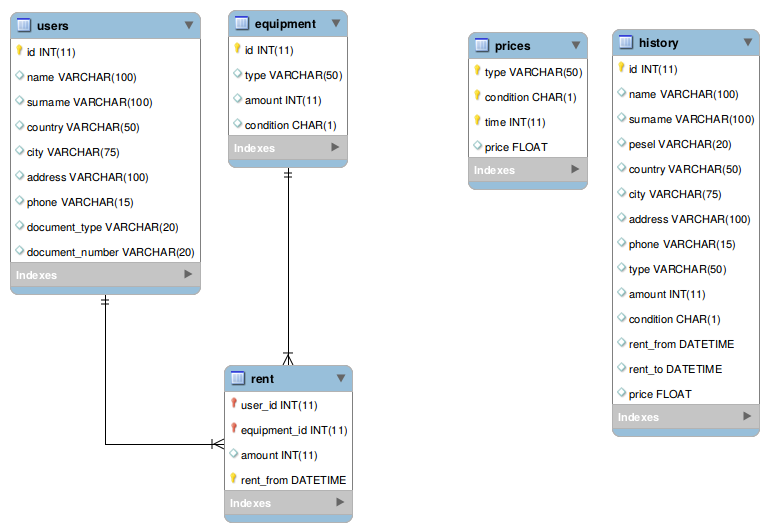 users
id INT(11)
name VARCHAR(100)
surname VARCHAR(100)
country VARCHAR(50)
city VARCHAR(75)
address VARCHAR(100)
phone VARCHAR(15)
document_type VARCHAR(20)
document_number VARCHAR(20)
Indexes
equipment
id INT(11)
type VARCHAR(50)
amount INT(11)
condition CHAR(1)
Indexes
prices
type VARCHAR(50)
condition CHAR(1)
time INT(11)
price FLOAT
Indexes
history
id INT(11)
name VARCHAR(100)
surname VARCHAR(100)
pesel VARCHAR(20)
country VARCHAR(50)
city VARCHAR(75)
address VARCHAR(100)
phone VARCHAR(15)
type VARCHAR(50)
amount INT(11)
condition CHAR(1)
rent_from DATETIME
rent_to DATETIME
price FLOAT
Indexes
rent
user_id INT(11)
equipment_id INT(11)
amount INT(11)
rent_from DATETIME
Indexes